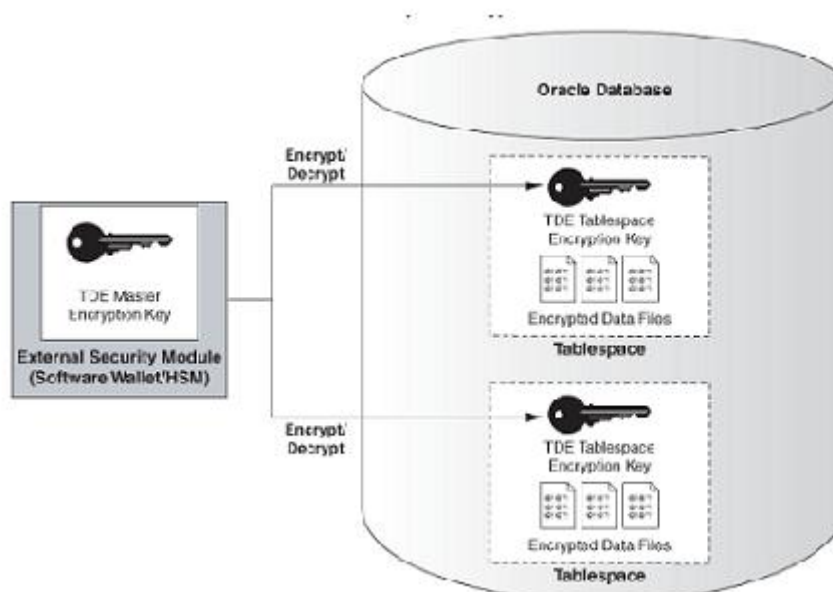 Oracle Database
Encrypt/
Decrypt
TDE Tablespace
Encryption Key
Encrypted Data Files
Tablespace
TDE Master
Encryption Key
External Security Module
(Software Wallet/HSM)
Encrypt/
Decrypt
TDE Tablespace
Encryption Key
Encrypted Data Files
Tablespace